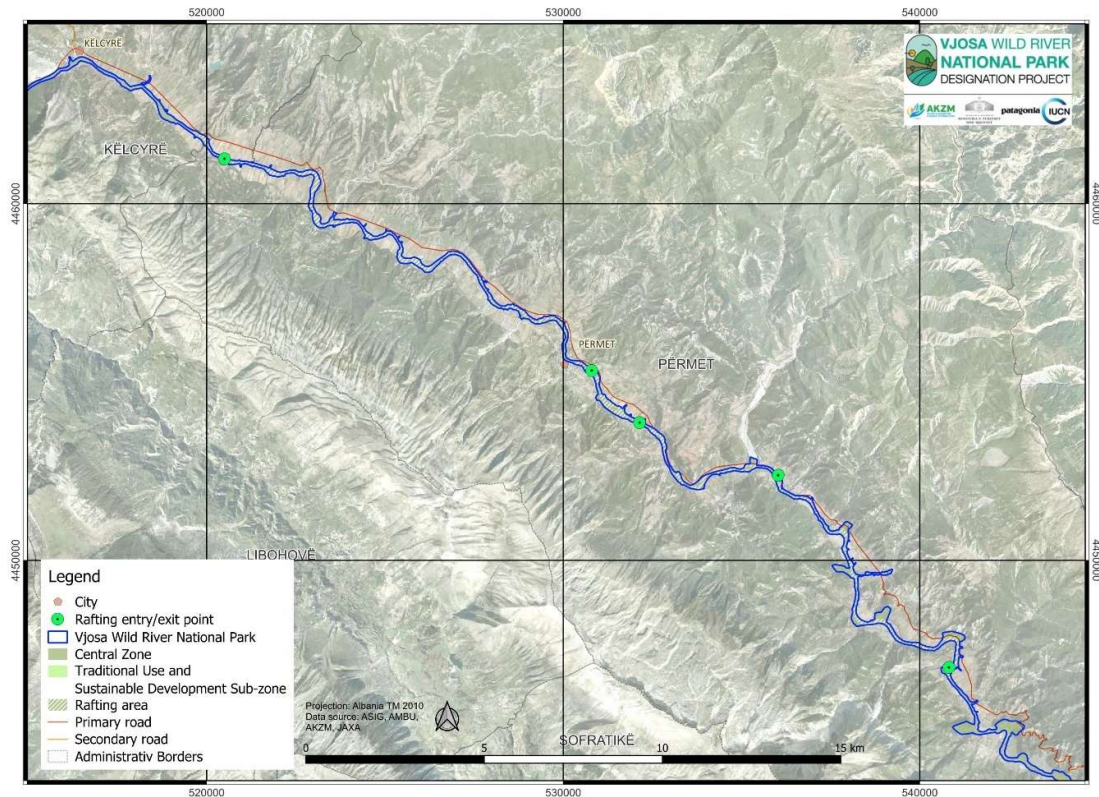 520000
530000
540000
KËLCYRË
VJOSA WILD RIVER
NATIONAL PARK
DESIGNATION PROJECT
AKZM
patagonia
IUCN
KËLCYRË
4460000
4460000
PËRMET
PËRMET
LIBOHOVË
4450000
4450000
Legend
City
Rafting entry/exit point
Vjosa Wild River National Park
Central Zone
Traditional Use and
Sustainable Development Sub-zone
Rafting area
Primary road
Secondary road
Administrativ Borders
Projection: Albania TM 2010
Data source: ASIG, AMBU,
AKZM, JAXA
SOFRATIKË
0 5 10 15 km
520000
530000
540000